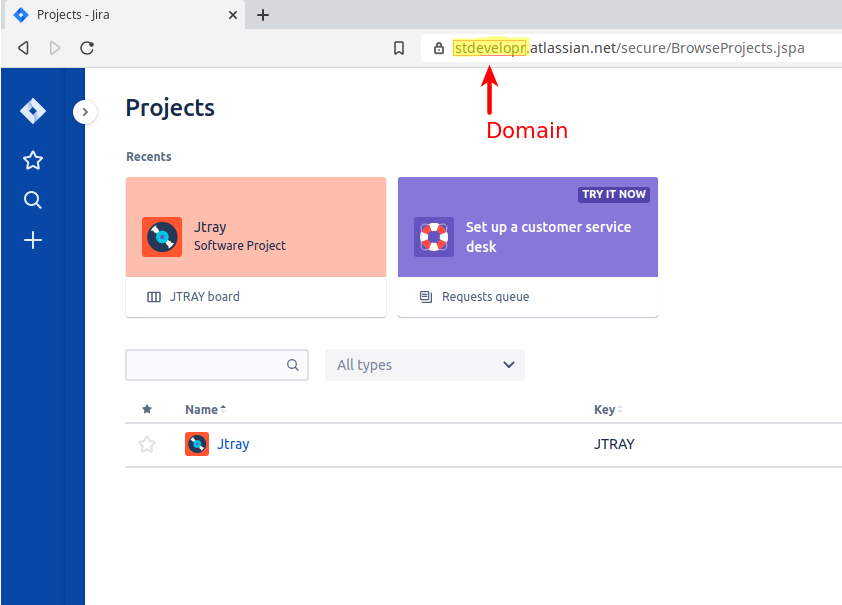 Projects - Jira
stdevelopr.atlassian.net/secure/BrowseProjects.jspa
Domain
Projects
Recents
Jtray
Software Project
JTRAY board
TRY IT NOW
Set up a customer service
desk
Requests queue
All types
Name
Key
Jtray
JTRAY